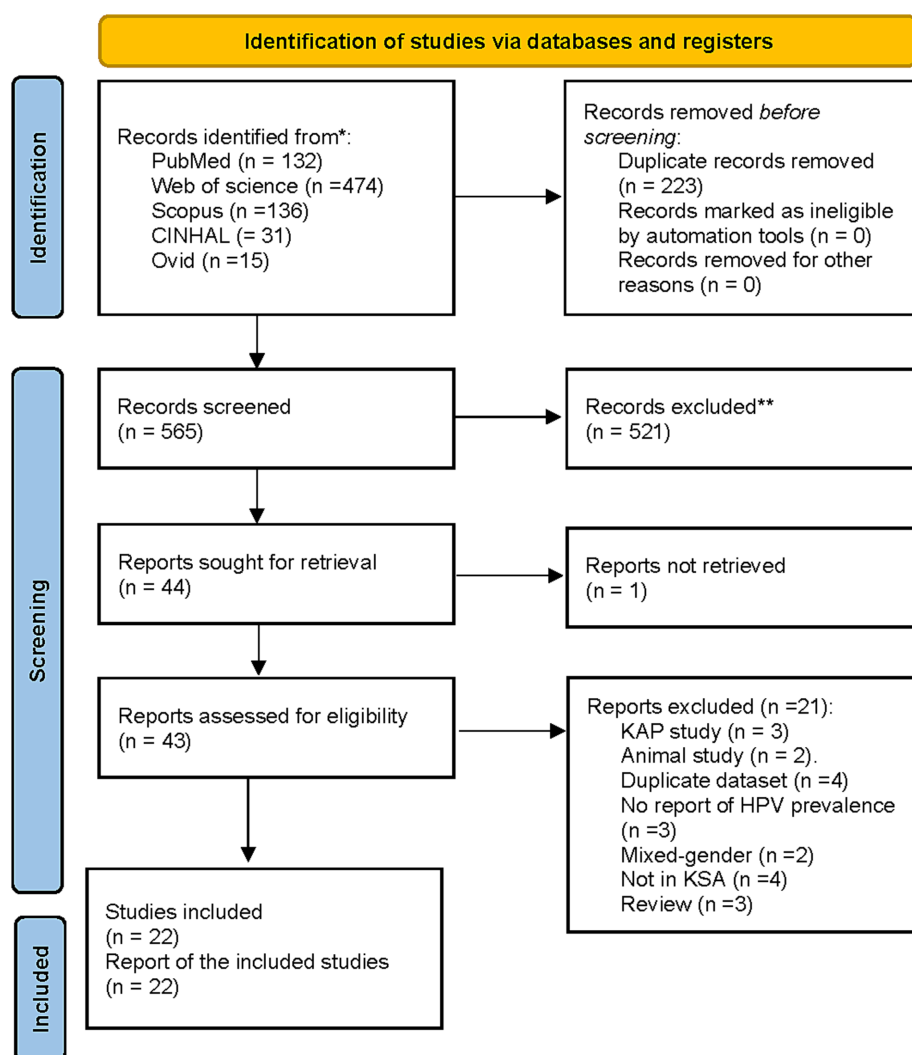 Identification of studies via databases and registers
Identification
Records identified from*:
PubMed (n = 132)
Web of science (n =474)
Scopus (n =136)
CINHAL (= 31)
Ovid (n =15)
Records removed before
screening:
Duplicate records removed
(n = 223)
Records marked as ineligible
by automation tools (n = 0)
Records removed for other
reasons (n = 0)
Screening
Records screened
(n = 565)
Records excluded**
(n = 521)
Reports sought for retrieval
(n = 44)
Reports not retrieved
(n = 1)
Reports assessed for eligibility
(n = 43)
Reports excluded (n =21):
KAP study (n = 3)
Animal study (n = 2).
Duplicate dataset (n =4)
No report of HPV prevalence
(n =3)
Mixed-gender (n =2)
Not in KSA (n =4)
Review (n =3)
Included
Studies included
(n = 22)
Report of the included studies
(n = 22)